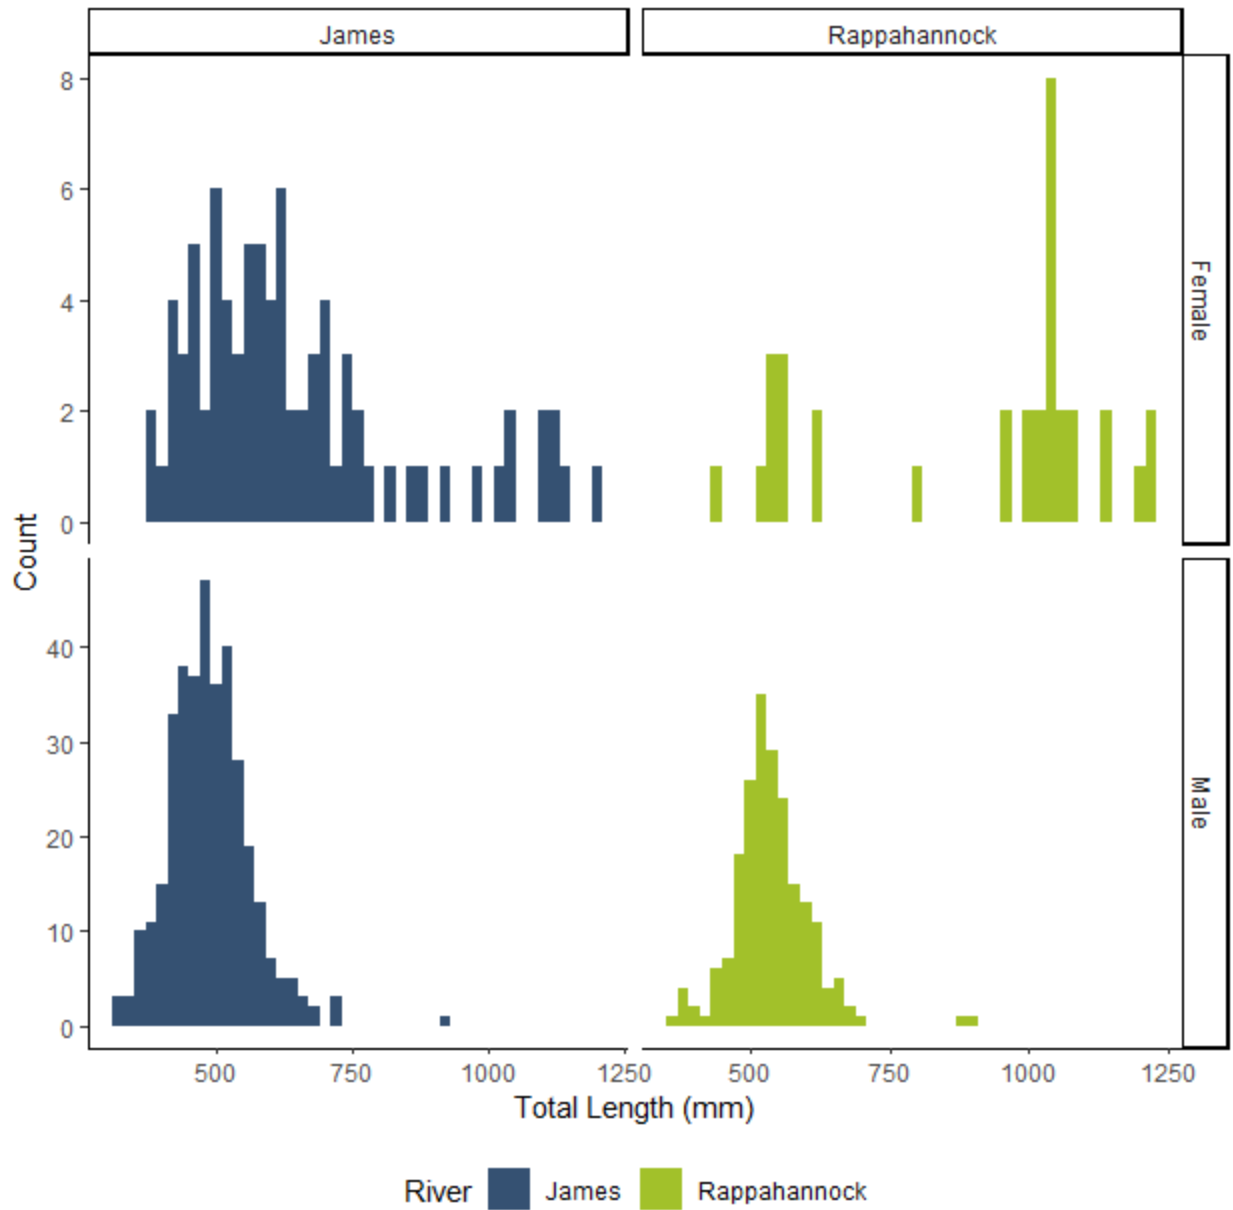 James Rappahannock
8
6
4
2
0
Female
Count
40
30
20
10
0
Male
500 750 1000 1250 500 750 1000 1250
Total Length (mm)
River James Rappahannock